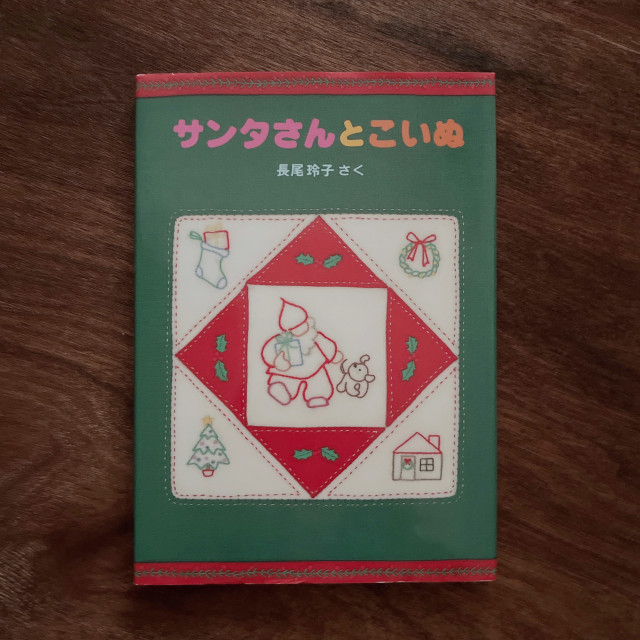 サンタさんとこいぬ
長尾玲子 さく